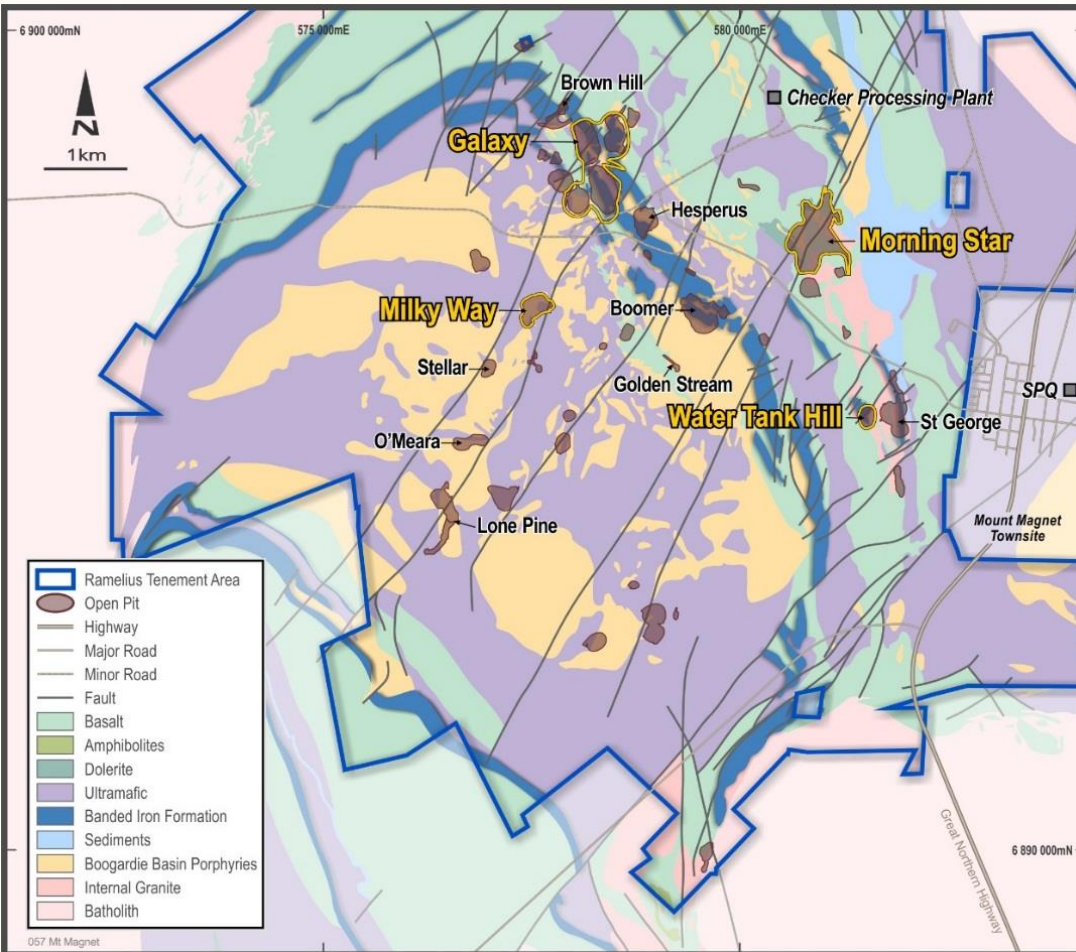 6 900 000mN
575 000mE
580 000mE
N
1km
Brown Hill
Checker Processing Plant
Galaxy
Hesperus
Morning Star
Milky Way
Boomer
Stellar
Golden Stream
SPQ
Water Tank Hill
St George
O'Meara
Lone Pine
Mount Magnet
Townsite
Ramelius Tenement Area
Open Pit
Highway
Major Road
Minor Road
Fault
Basalt
Amphibolites
Dolerite
Ultramafic
Banded Iron Formation
Sediments
Boogardie Basin Porphyries
Internal Granite
Batholith
Great Northern Highway
6 890 000mN
057 Mt Magnet